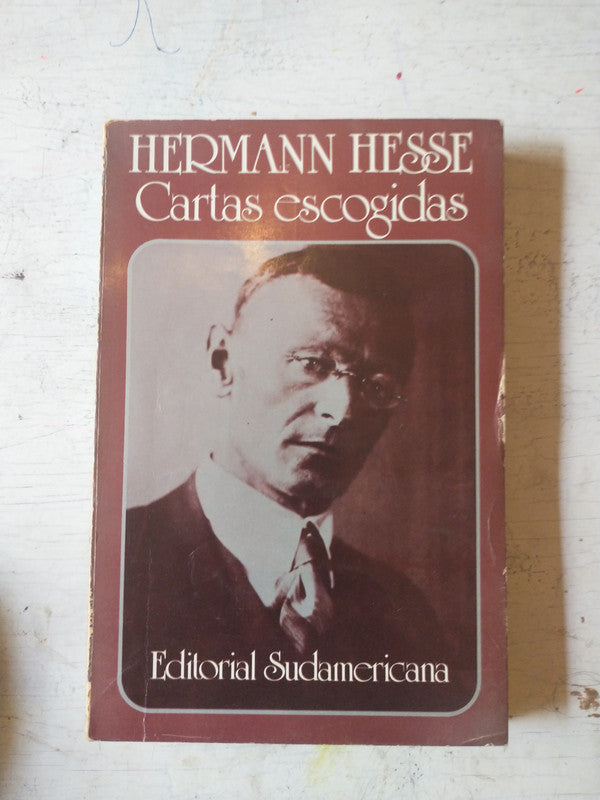 HERMANN HESSE
Cartas escogidas
Editorial Sudamericana